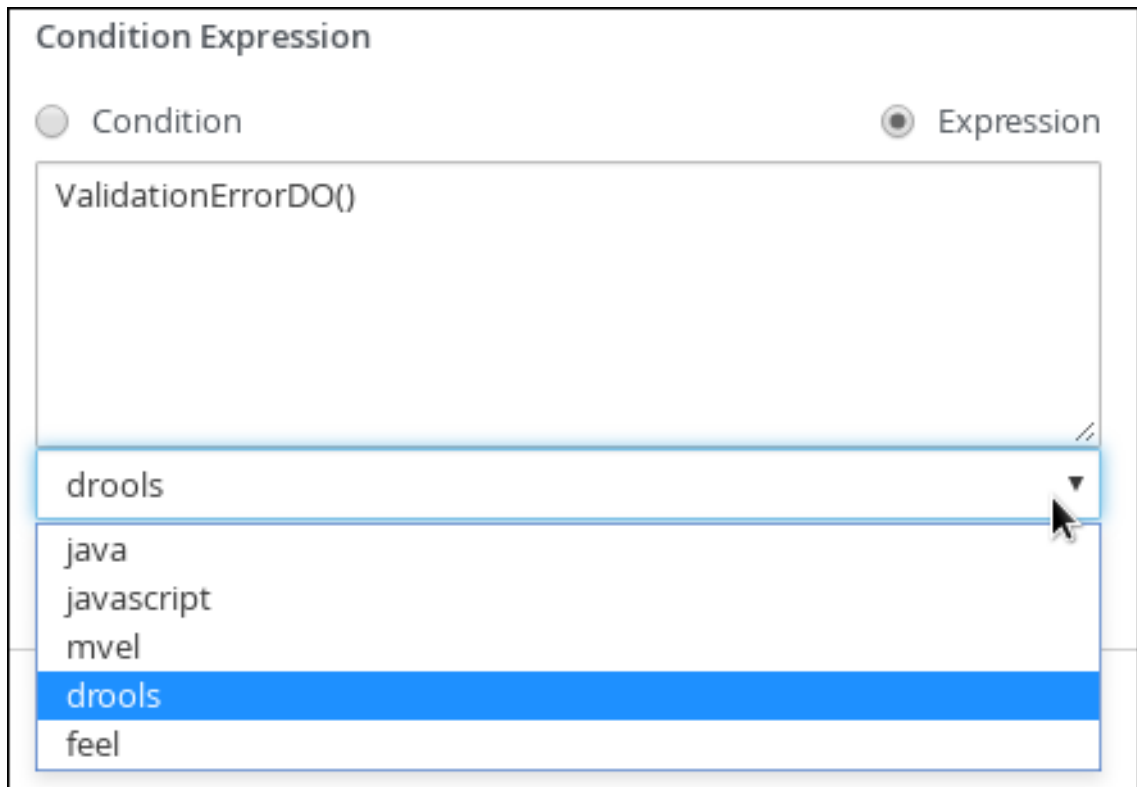 Condition Expression
Condition Expression
ValidationErrorDO()
drools
java
javascript
mvel
drools
feel